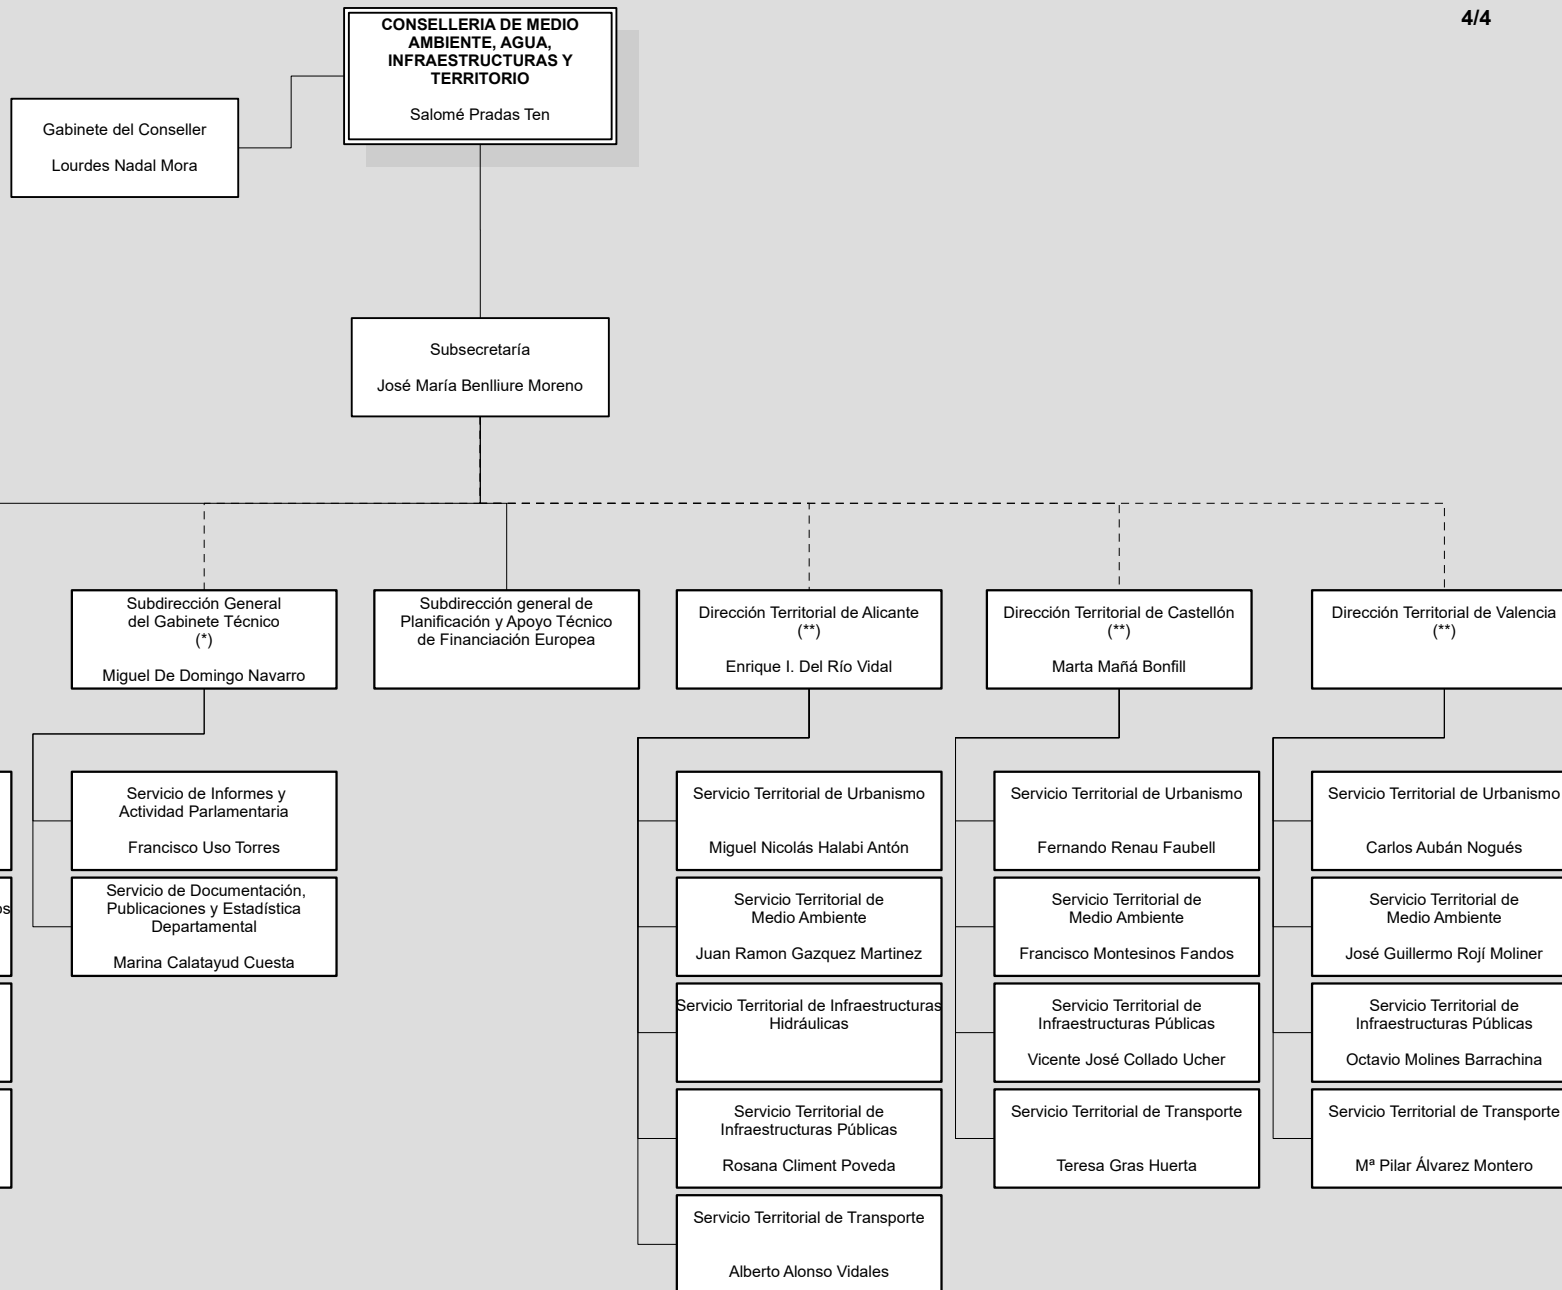 4/4
CONSELLERIA DE MEDIO
AMBIENTE, AGUA,
INFRAESTRUCTURAS Y
TERRITORIO
Salomé Pradas Ten
Gabinete del Conseller
Lourdes Nadal Mora
Subsecretaría
José María Benlliure Moreno
Subdirección General
del Gabinete Técnico
(*)
Miguel De Domingo Navarro
Subdirección general de
Planificación y Apoyo Técnico
de Financiación Europea
Dirección Territorial de Alicante
(**)
Enrique I. Del Río Vidal
Dirección Territorial de Castellón
(**)
Marta Mañá Bonfill
Dirección Territorial de Valencia
(**)
os
Servicio de Informes y
Actividad Parlamentaria
Francisco Uso Torres
Servicio de Documentación,
Publicaciones y Estadística
Departamental
Marina Calatayud Cuesta
Servicio Territorial de Urbanismo
Miguel Nicolás Halabi Antón
Servicio Territorial de
Medio Ambiente
Juan Ramon Gazquez Martinez
Servicio Territorial de Infraestructuras
Hidráulicas
Servicio Territorial de
Infraestructuras Públicas
Rosana Climent Poveda
Servicio Territorial de Transporte
Alberto Alonso Vidales
Servicio Territorial de Urbanismo
Fernando Renau Faubell
Servicio Territorial de
Medio Ambiente
Francisco Montesinos Fandos
Servicio Territorial de
Infraestructuras Públicas
Vicente José Collado Ucher
Servicio Territorial de Transporte
Teresa Gras Huerta
Servicio Territorial de Urbanismo
Carlos Aubán Nogués
Servicio Territorial de
Medio Ambiente
José Guillermo Rojí Moliner
Servicio Territorial de
Infraestructuras Públicas
Octavio Molines Barrachina
Servicio Territorial de Transporte
Mª Pilar Álvarez Montero